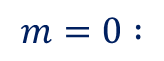 m = 0 :